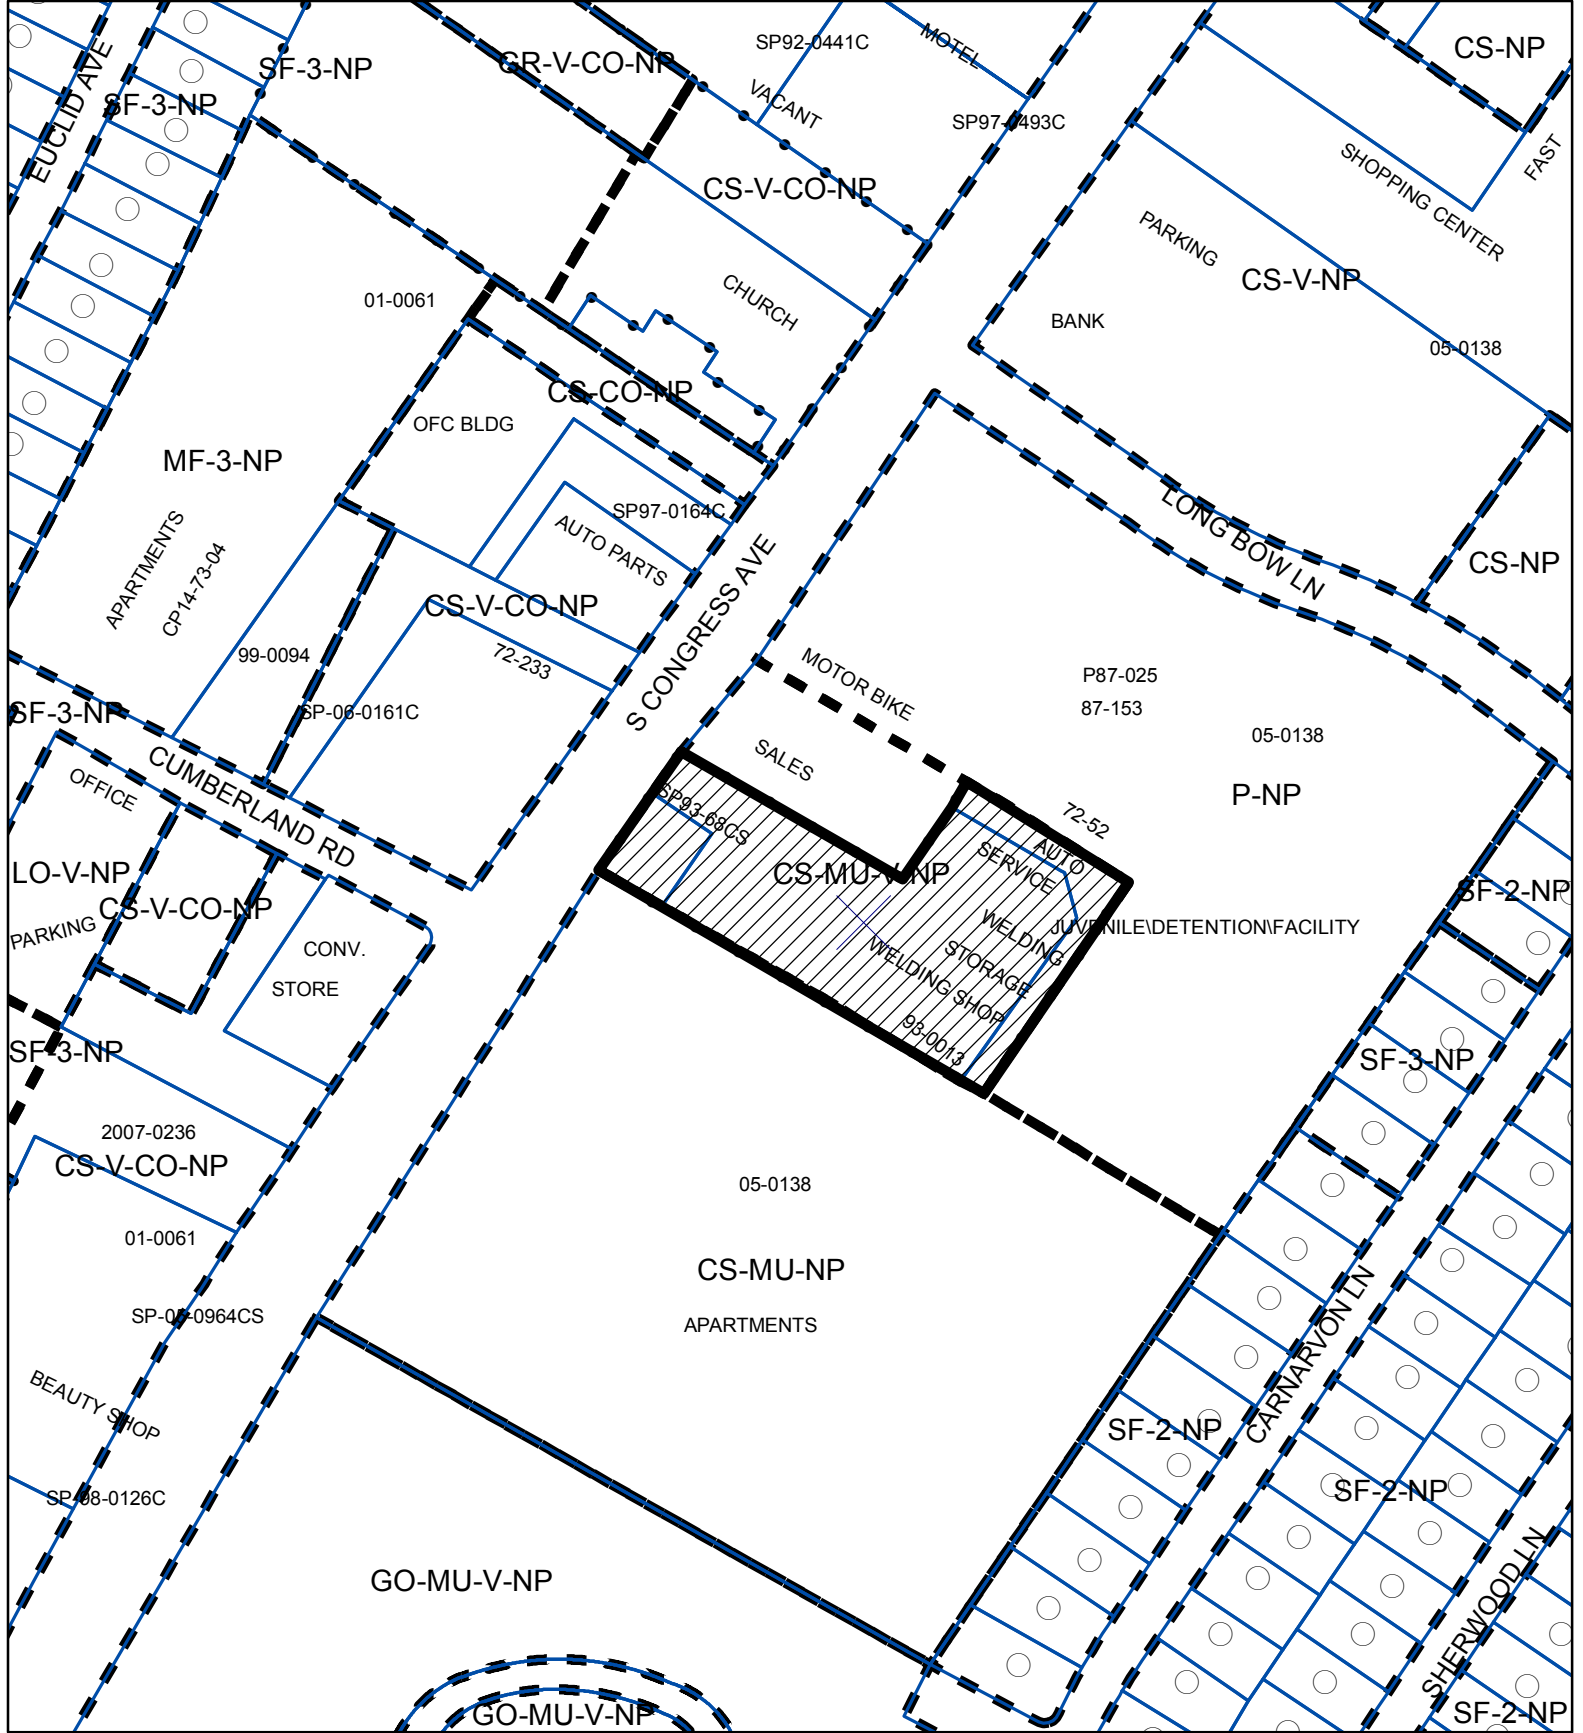 SP92-0441C
MOTEL
CS-NP
EUCLID AVE
SF-3-NP
GR-V-CO-NP
SF-3-NP
VACANT
SP97-0493C
SHOPPING CENTER
FAST
CS-V-CO-NP
PARKING
CS-V-NP
01-0061
CHURCH
BANK
05-0138
CS-CO-NP
OFC BLDG
MF-3-NP
SP97-0164C
AUTO PARTS
LONG BOW LN
CS-NP
APARTMENTS
CP14-73-04
CS-V-CO-NP
S CONGRESS AVE
99-0094
72-233
MOTOR BIKE
P87-025
87-153
SF-3-NP
SP-06-0161C
05-0138
CUMBERLAND RD
OFFICE
SALES
P-NP
SP93-68CS
72-52
AUTO
SERVICE
LO-V-NP
CS-MU-V-NP
SF-2-NP
CS-V-CO-NP
PARKING
CONV.
STORE
JUVENILE\DETENTION\FACILITY
WELDING
STORAGE
WELDING SHOP
93-0013
SF-3-NP
SF-3-NP
2007-0236
CS-V-CO-NP
05-0138
01-0061
CS-MU-NP
SP-05-0964CS
APARTMENTS
CARNARVON LN
BEAUTY SHOP
SF-2-NP
SP-98-0126C
SF-2-NP
GO-MU-V-NP
SHERWOOD LN
GO-MU-V-NP
SF-2-NP